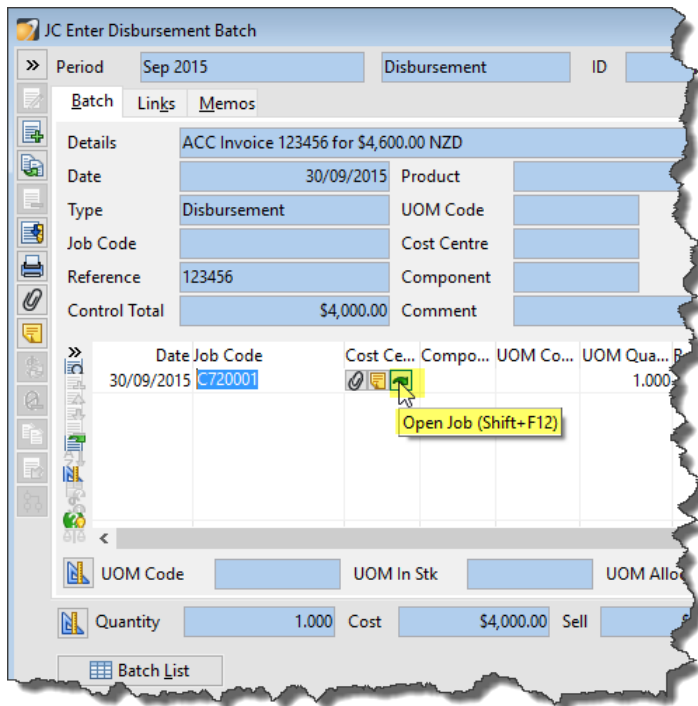 JC Enter Disbursement Batch
Period Sep 2015 Disbursement ID
Batch Links Memos
Details ACC Invoice 123456 for $4,600.00 NZD
Date 30/09/2015 Product
Type Disbursement UOM Code
Job Code Cost Centre
Reference 123456 Component
Control Total $4,000.00 Comment
Date Job Code Cost Ce... Compo... UOM Co... UOM Qua...
30/09/2015 C720001 1.000
Open Job (Shift+F12)
UOM Code UOM In Stk UOM Allo
Quantity 1.000 Cost $4,000.00 Sell
Batch List